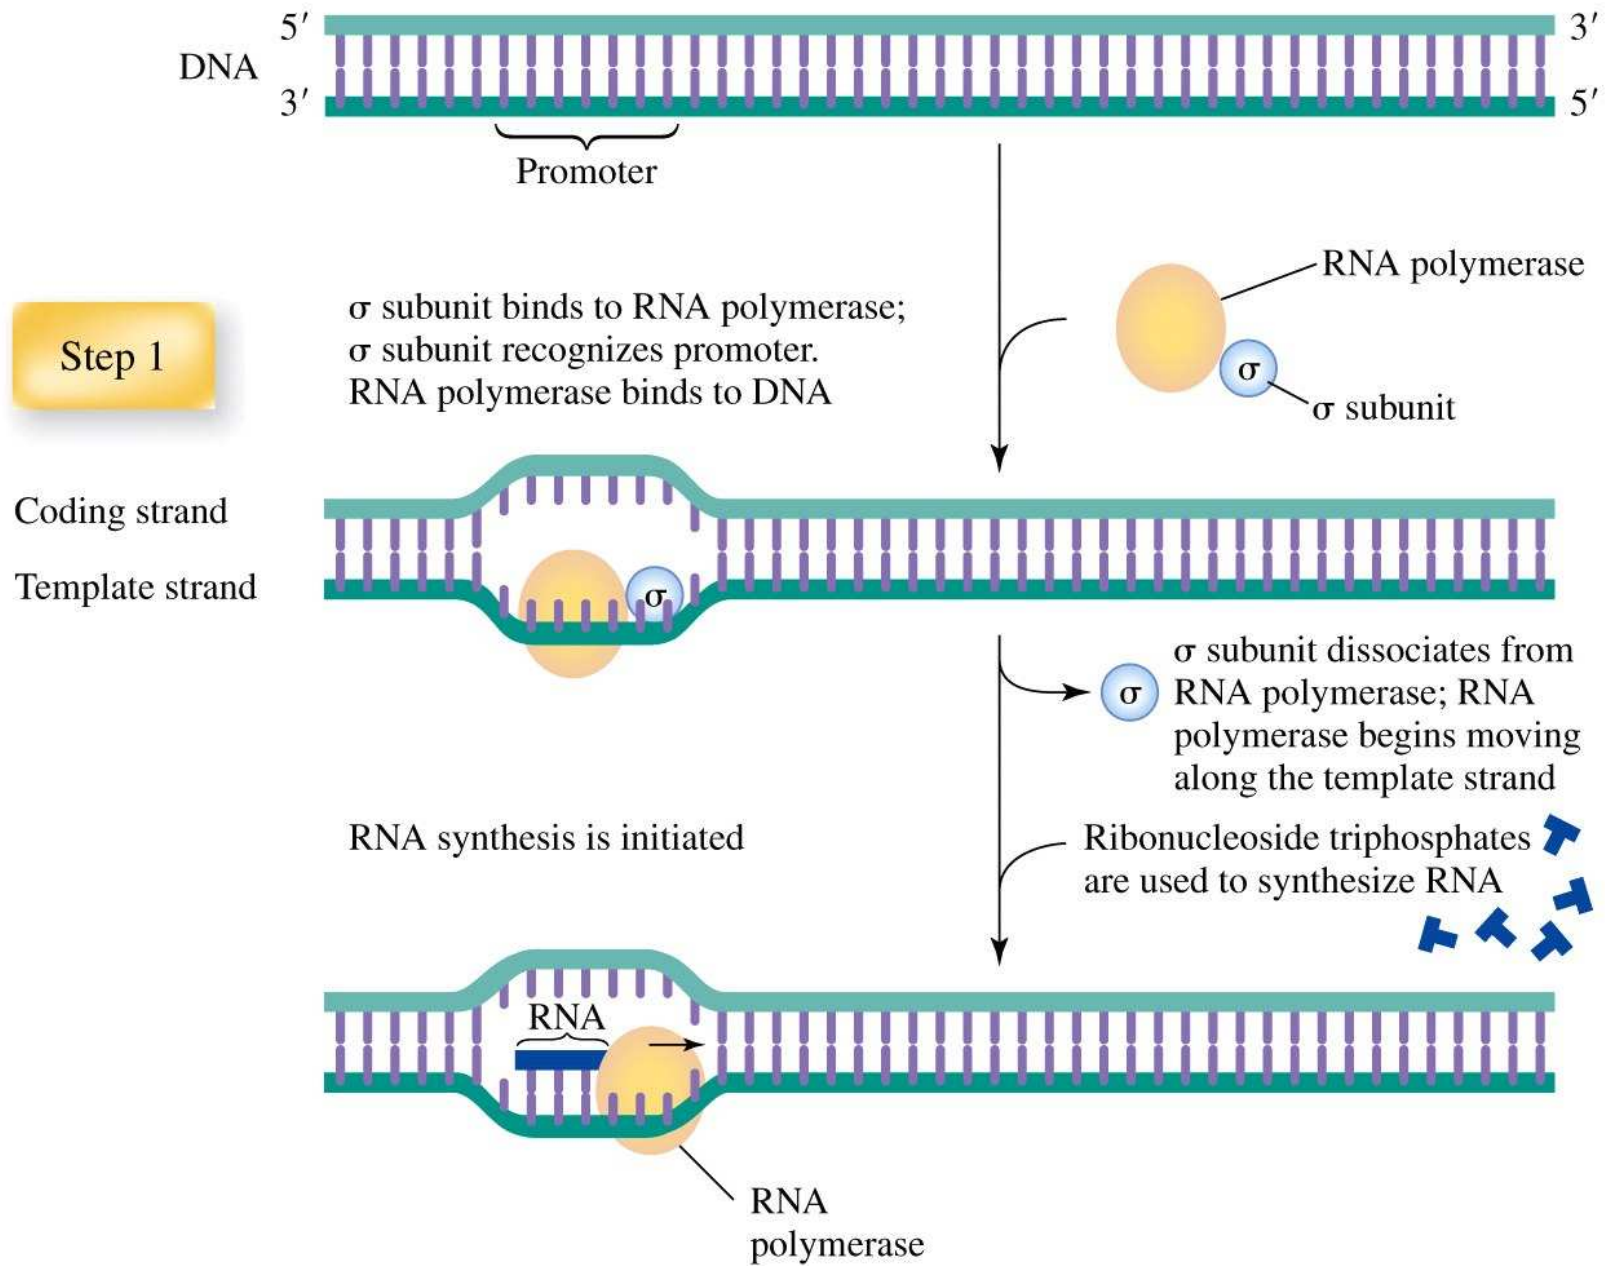 5′
3′
DNA
3′
5′
Promoter
RNA polymerase
σ subunit binds to RNA polymerase;
σ subunit recognizes promoter.
RNA polymerase binds to DNA
Step 1
σ
σ subunit
Coding strand
Template strand
σ
σ subunit dissociates from
RNA polymerase; RNA
polymerase begins moving
along the template strand
σ
RNA synthesis is initiated
Ribonucleoside triphosphates
are used to synthesize RNA
RNA
RNA
polymerase